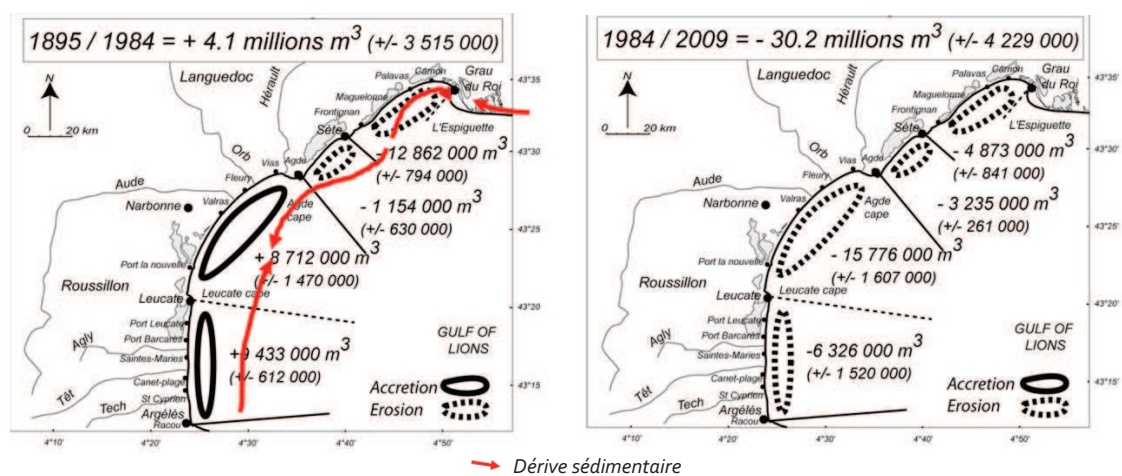 1895 / 1984 = + 4.1 millions m³ (+/- 3 515 000)
N
0 20 km
Languedoc
Hérault
Orb
Aude
Narbonne
Roussillon
Agly
Têt
Tech
Palavas
Carnon
Grau du Roi
Maguelonne
Frontignan
L'Espiguette
Sète
Vias
Agde
Fleury
Valras
Agde cape
Port la nouvelle
Leucate
Leucate cape
Port Leucate
Port Barcarès
Saintes-Maries
Canet-plage
St Cyprien
Argélès
Racou
- 12 862 000 m³
(+/- 794 000)
- 1 154 000 m³
(+/- 630 000)
+ 8 712 000 m³
(+/- 1 470 000)
+9 433 000 m³
(+/- 612 000)
GULF OF LIONS
Accretion
Erosion
43°35'
43°30'
43°25'
43°20'
43°15'
4°10'
4°20'
4°30'
4°40'
4°50'
1984 / 2009 = - 30.2 millions m³ (+/- 4 229 000)
N
0 20 km
Languedoc
Hérault
Orb
Aude
Narbonne
Roussillon
Agly
Têt
Tech
Palavas
Carnon
Grau du Roi
Maguelonne
Frontignan
L'Espiguette
Sète
Vias
Agde
Fleury
Valras
Agde cape
Port la nouvelle
Leucate
Leucate cape
Port Leucate
Port Barcarès
Saintes-Maries
Canet-plage
St Cyprien
Argélès
Racou
- 4 873 000 m³
(+/- 841 000)
- 3 235 000 m³
(+/- 261 000)
- 15 776 000 m³
(+/- 1 607 000)
-6 326 000 m³
(+/- 1 520 000)
GULF OF LIONS
Accretion
Erosion
43°35'
43°30'
43°25'
43°20'
43°15'
4°10'
4°20'
4°30'
4°40'
4°50'
Dérive sédimentaire